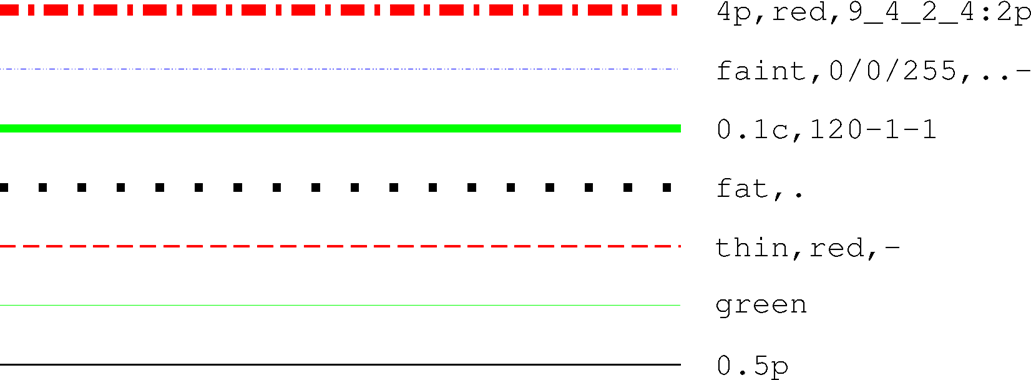 4p,red,9_4_2_4:2p
faint,0/0/255,..-
0.1c,120-1-1
fat,.
thin,red,-
green
0.5p